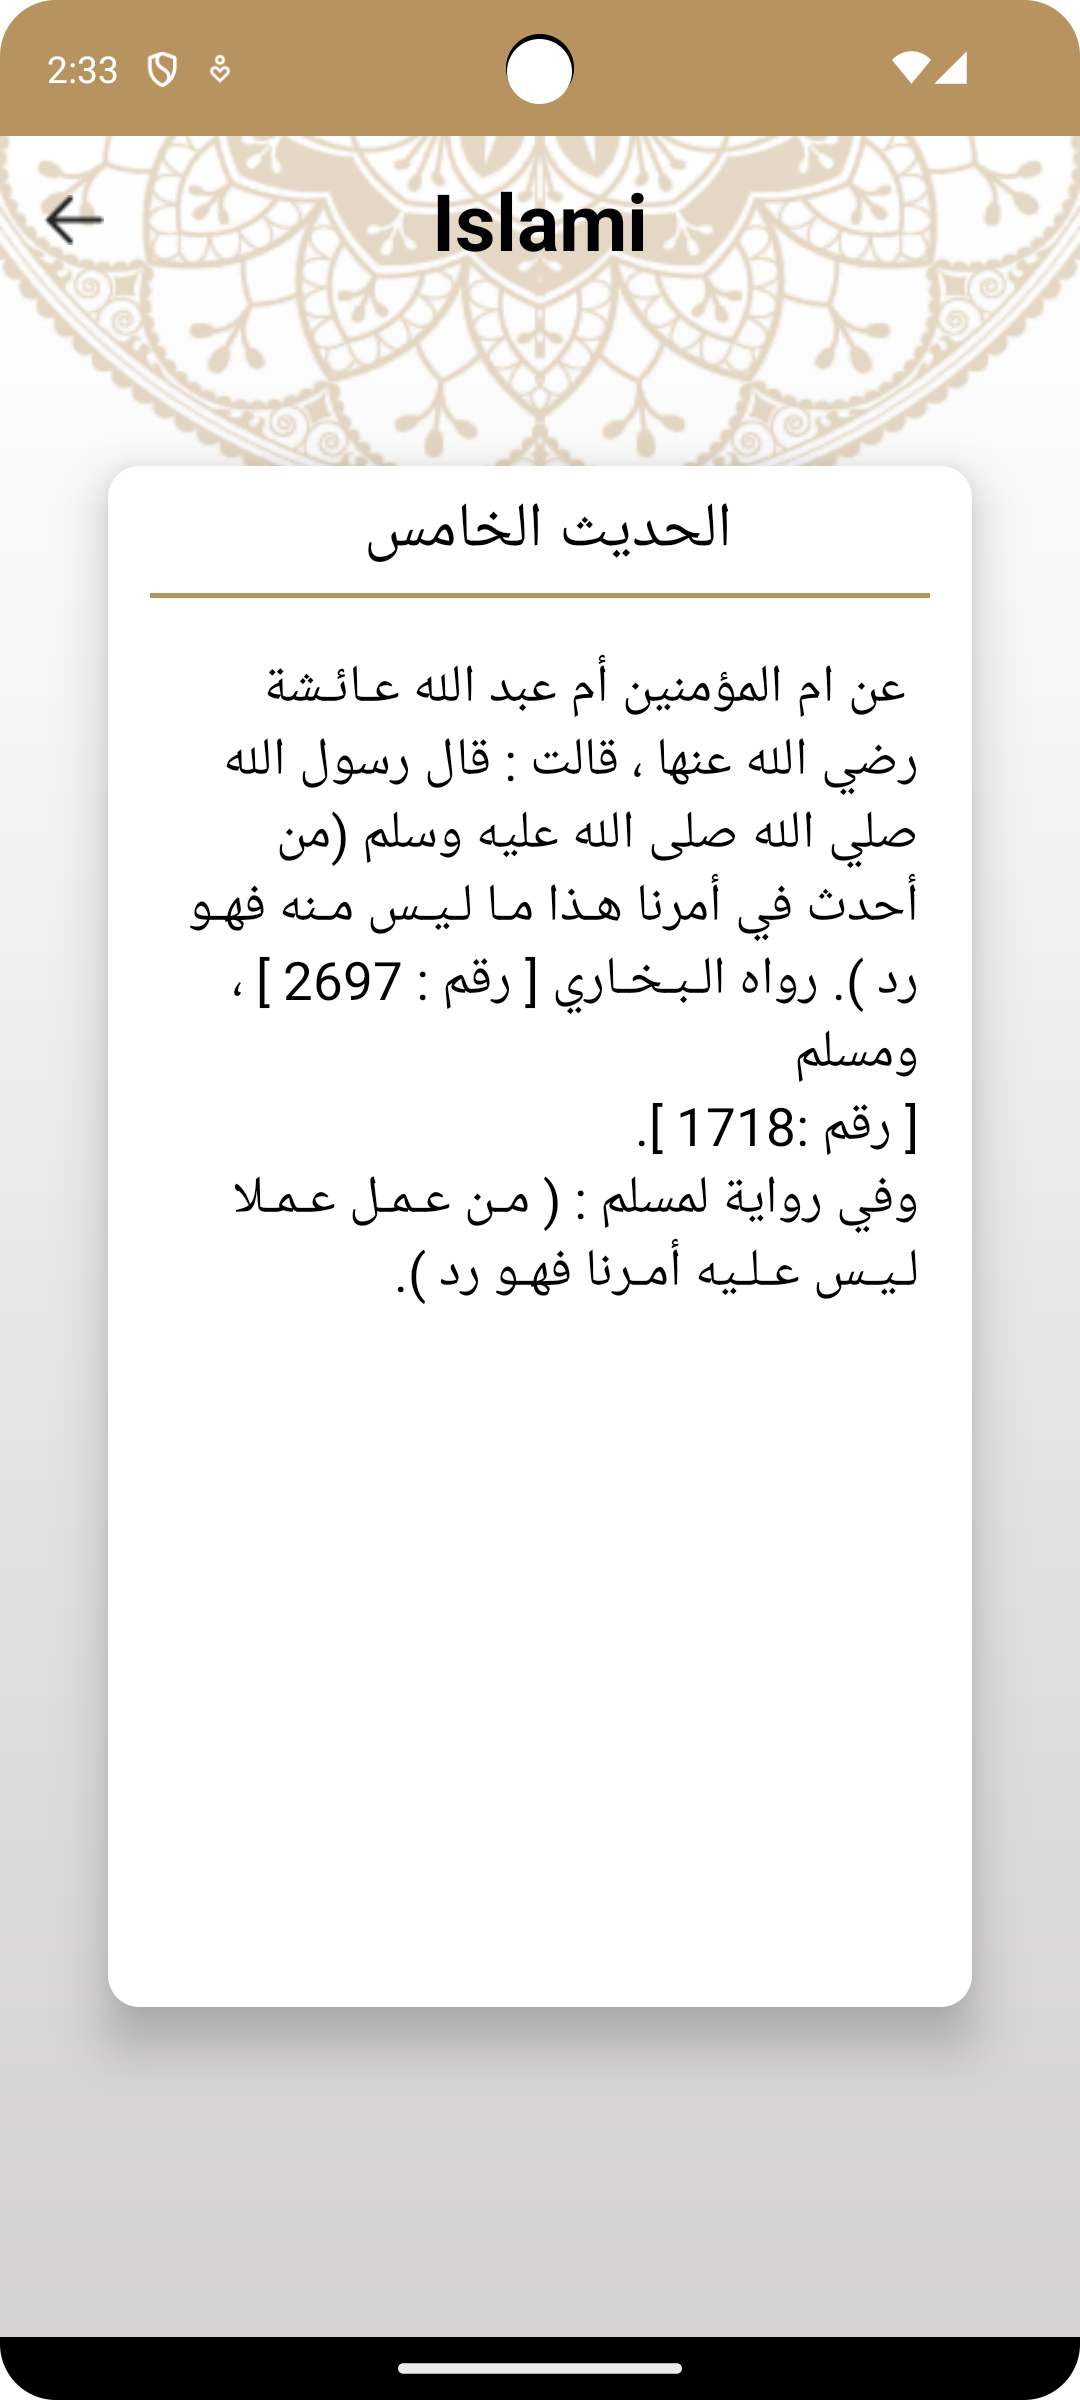 2:33
Islami
الحديث الخامس
عن ام المؤمنين أم عبد الله عـائـشة
رضي الله عنها ، قالت : قال رسول الله
صلي الله صلى الله عليه وسلم (من
أحدث في أمرنا هـذا مـا لـيـس مـنه فهـو
رد ). رواه الـبـخـاري [ رقم : 2697 ] ،
ومسلم
[ رقم :1718 ].
وفي رواية لمسلم : ( مـن عـمـل عـمـلا
لـيـس عـلـيه أمـرنا فهـو رد ).